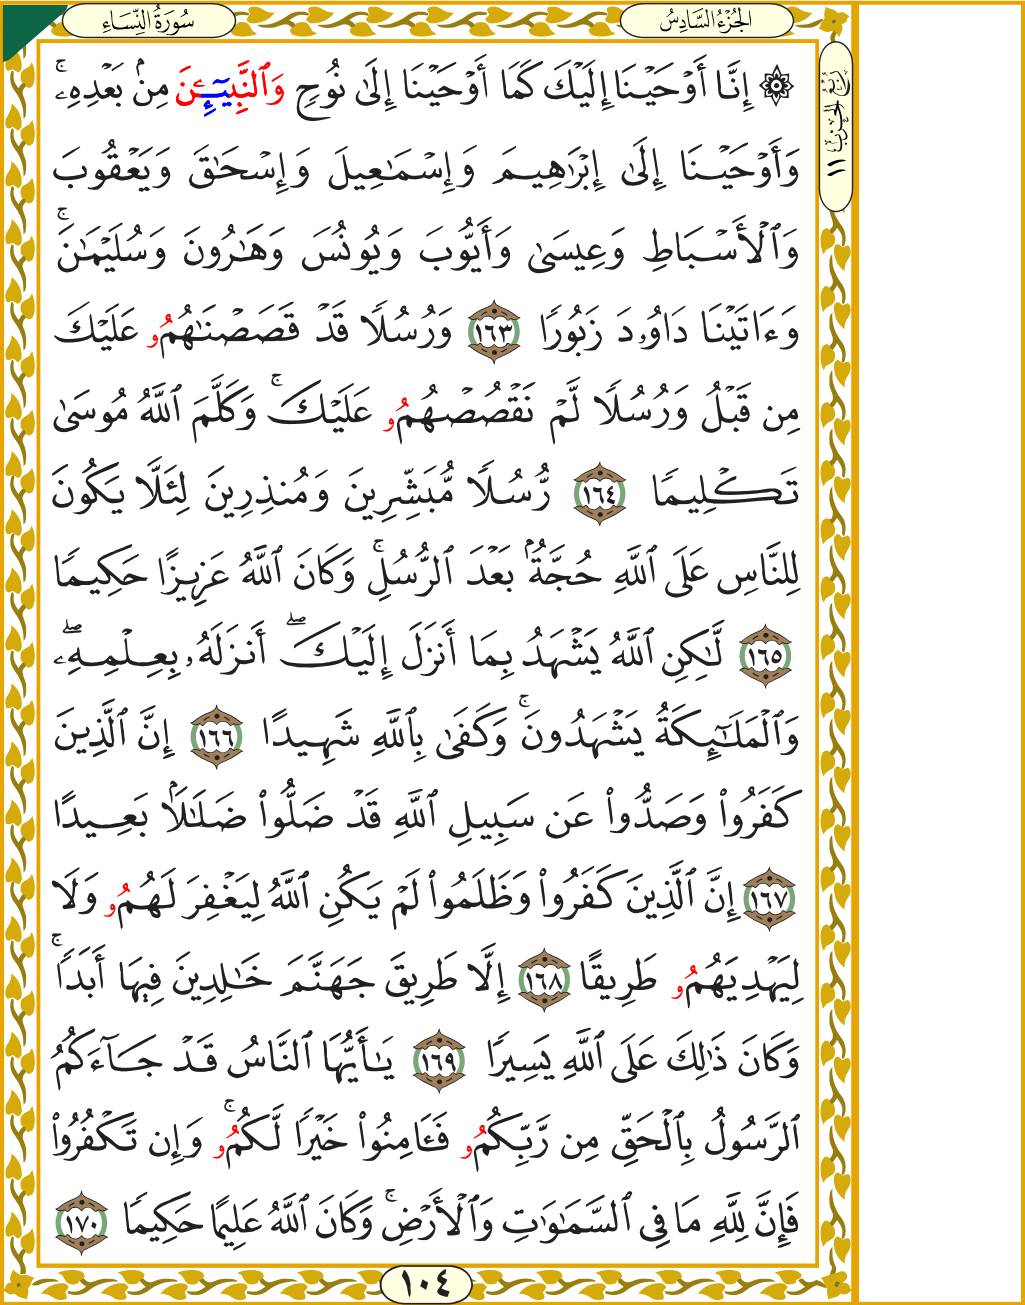 الجُزْءُ السَّادِسُ
سُورَةُ النِّسَاءِ
رُبُعُ الحِزْبِ ١١
۞ إِنَّآ أَوْحَيْنَآ إِلَيْكَ كَمَآ أَوْحَيْنَآ إِلَىٰ نُوحٍ وَٱلنَّبِيٓـِٔنَ مِنۢ بَعْدِهِۦۚ
وَأَوْحَيْنَآ إِلَىٰٓ إِبْرَٰهِيمَ وَإِسْمَٰعِيلَ وَإِسْحَٰقَ وَيَعْقُوبَ
وَٱلْأَسْبَاطِ وَعِيسَىٰ وَأَيُّوبَ وَيُونُسَ وَهَٰرُونَ وَسُلَيْمَٰنَۚ
وَءَاتَيْنَا دَاوُۥدَ زَبُورًا ١٦٣ وَرُسُلًا قَدْ قَصَصْنَٰهُمُۥ عَلَيْكَ
مِن قَبْلُ وَرُسُلًا لَّمْ نَقْصُصْهُمُۥ عَلَيْكَۚ وَكَلَّمَ ٱللَّهُ مُوسَىٰ
تَكْلِيمًا ١٦٤ رُّسُلًا مُّبَشِّرِينَ وَمُنذِرِينَ لِئَلَّا يَكُونَ
لِلنَّاسِ عَلَى ٱللَّهِ حُجَّةٌۢ بَعْدَ ٱلرُّسُلِۚ وَكَانَ ٱللَّهُ عَزِيزًا حَكِيمًا
١٦٥ لَّٰكِنِ ٱللَّهُ يَشْهَدُ بِمَآ أَنزَلَ إِلَيْكَۖ أَنزَلَهُۥ بِعِلْمِهِۦۖ
وَٱلْمَلَٰٓئِكَةُ يَشْهَدُونَۚ وَكَفَىٰ بِٱللَّهِ شَهِيدًا ١٦٦ إِنَّ ٱلَّذِينَ
كَفَرُوا۟ وَصَدُّوا۟ عَن سَبِيلِ ٱللَّهِ قَدْ ضَلُّوا۟ ضَلَٰلًۢا بَعِيدًا
١٦٧ إِنَّ ٱلَّذِينَ كَفَرُوا۟ وَظَلَمُوا۟ لَمْ يَكُنِ ٱللَّهُ لِيَغْفِرَ لَهُمُۥ وَلَا
لِيَهْدِيَهُمُۥ طَرِيقًا ١٦٨ إِلَّا طَرِيقَ جَهَنَّمَ خَٰلِدِينَ فِيهَآ أَبَدًاۚ
وَكَانَ ذَٰلِكَ عَلَى ٱللَّهِ يَسِيرًا ١٦٩ يَٰٓأَيُّهَا ٱلنَّاسُ قَدْ جَآءَكُمُ
ٱلرَّسُولُ بِٱلْحَقِّ مِن رَّبِّكُمُۥ فَـَٔامِنُوا۟ خَيْرًا لَّكُمُۥۚ وَإِن تَكْفُرُوا۟
فَإِنَّ لِلَّهِ مَا فِي ٱلسَّمَٰوَٰتِ وَٱلْأَرْضِۚ وَكَانَ ٱللَّهُ عَلِيمًا حَكِيمًا ١٧٠
١٠٤